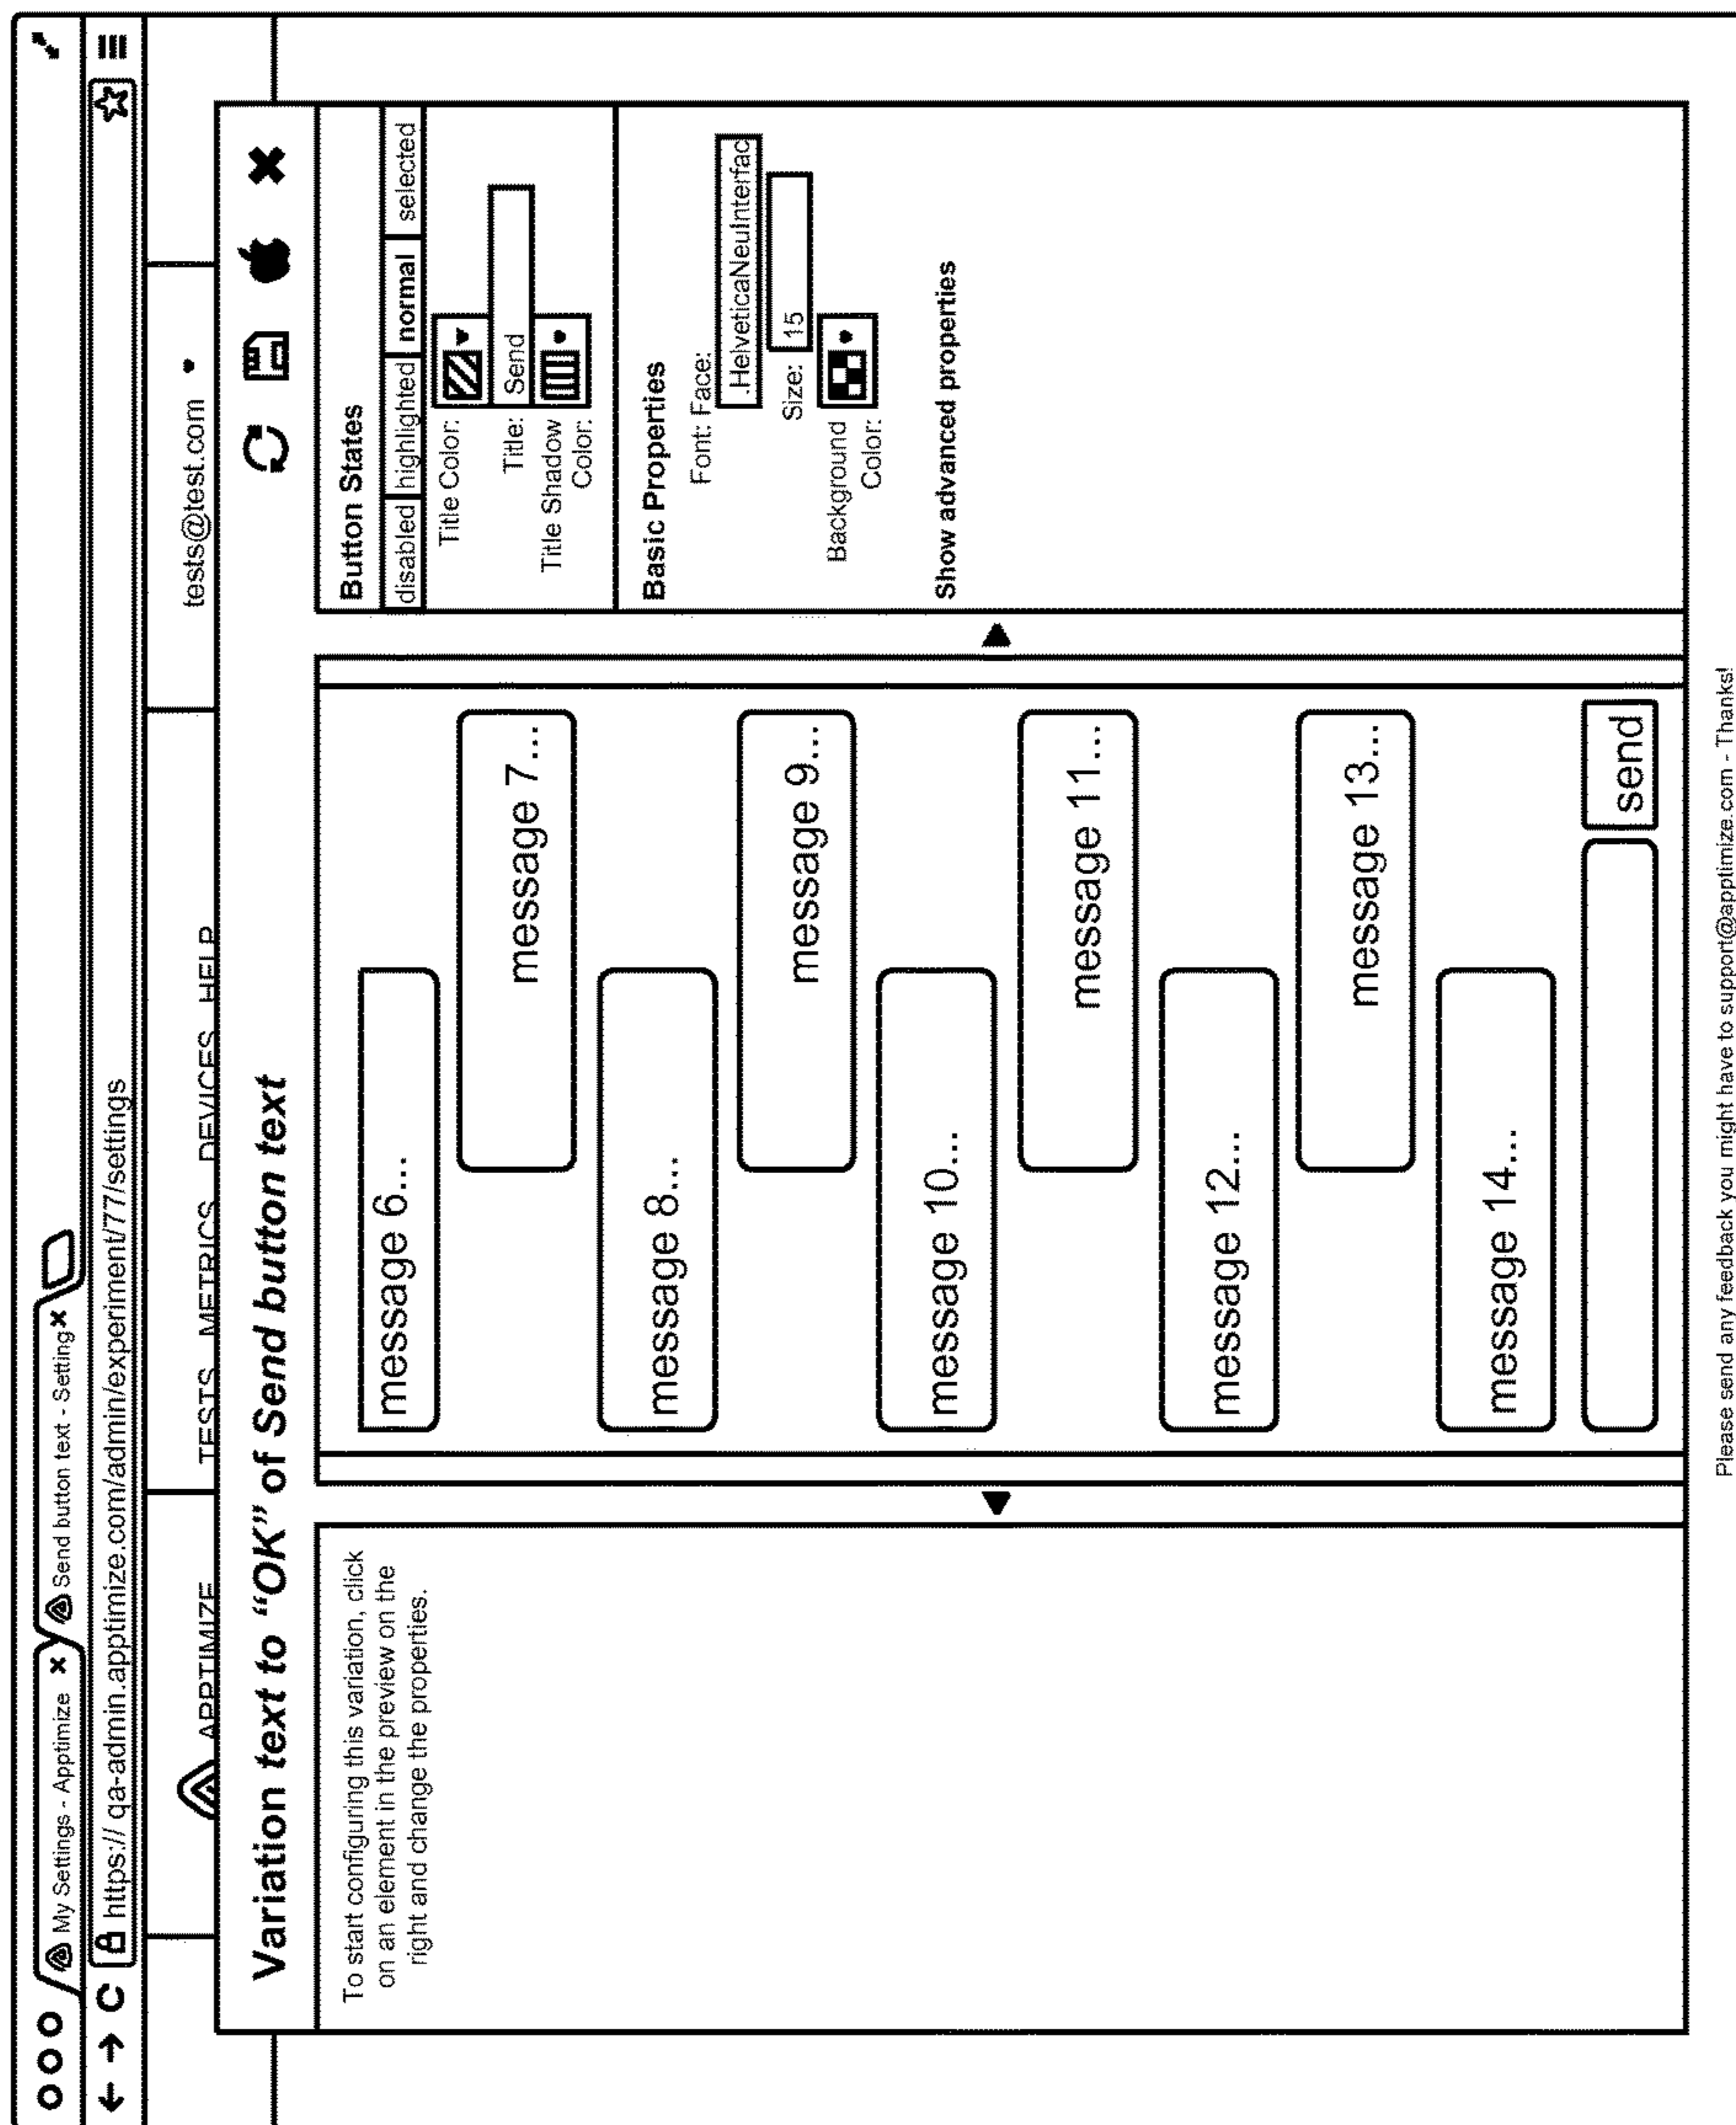 My Settings - Apptimize
Send button text - Setting
https:// qa-admin.apptimize.com/admin/experiment/77/settings
APPTIMIZE
TESTS METRICS DEVICES HELP
tests@test.com
Variation text to “OK” of Send button text
To start configuring this variation, click
on an element in the preview on the
right and change the properties.
message 6...
message 7...
message 8...
message 9...
message 10...
message 11...
message 12...
message 13...
message 14...
send
Button States
disabled highlighted normal selected
Title Color:
Title: Send
Title Shadow
Color:
Basic Properties
Font: Face:
.HelveticaNeuInterfac
Size: 15
Background
Color:
Show advanced properties
Please send any feedback you might have to support@apptimize.com - Thanks!